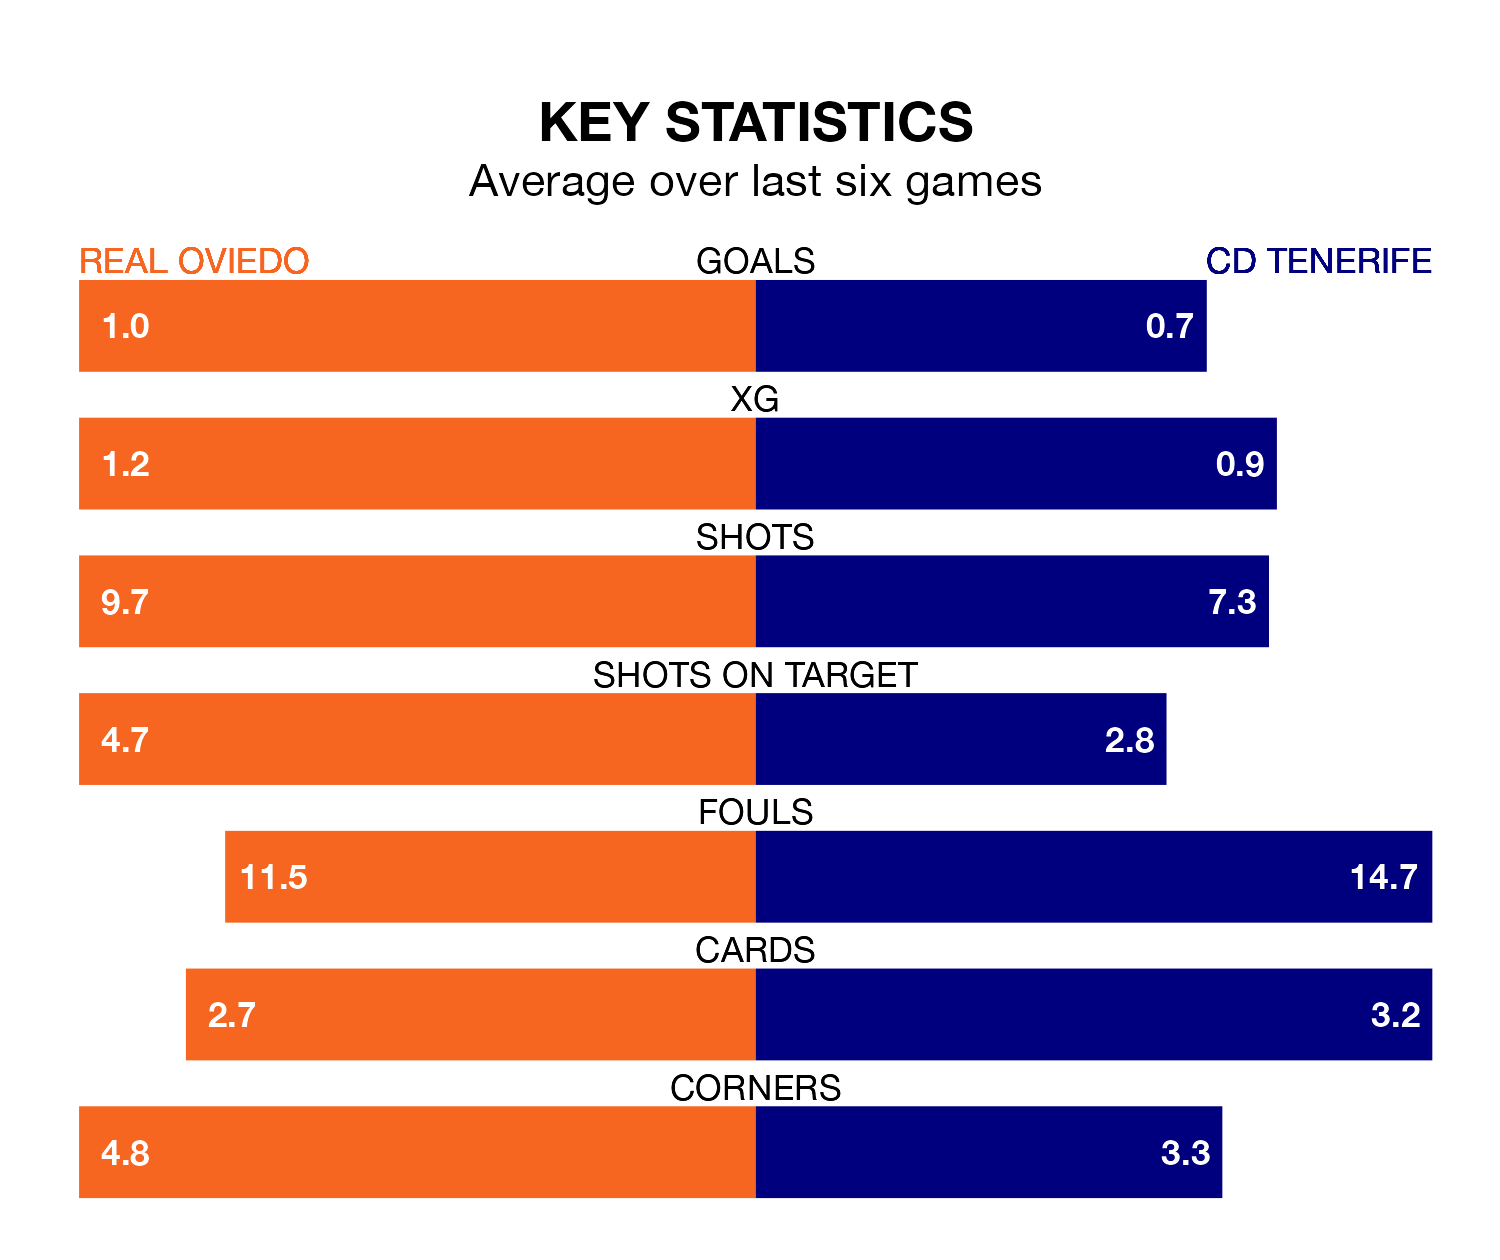 KEY STATISTICS
Average over last six games
REAL OVIEDO GOALS CD TENERIFE
1.0 0.7
XG
1.2 0.9
SHOTS
9.7 7.3
SHOTS ON TARGET
4.7 2.8
FOULS
11.5 14.7
CARDS
2.7 3.2
CORNERS
4.8 3.3